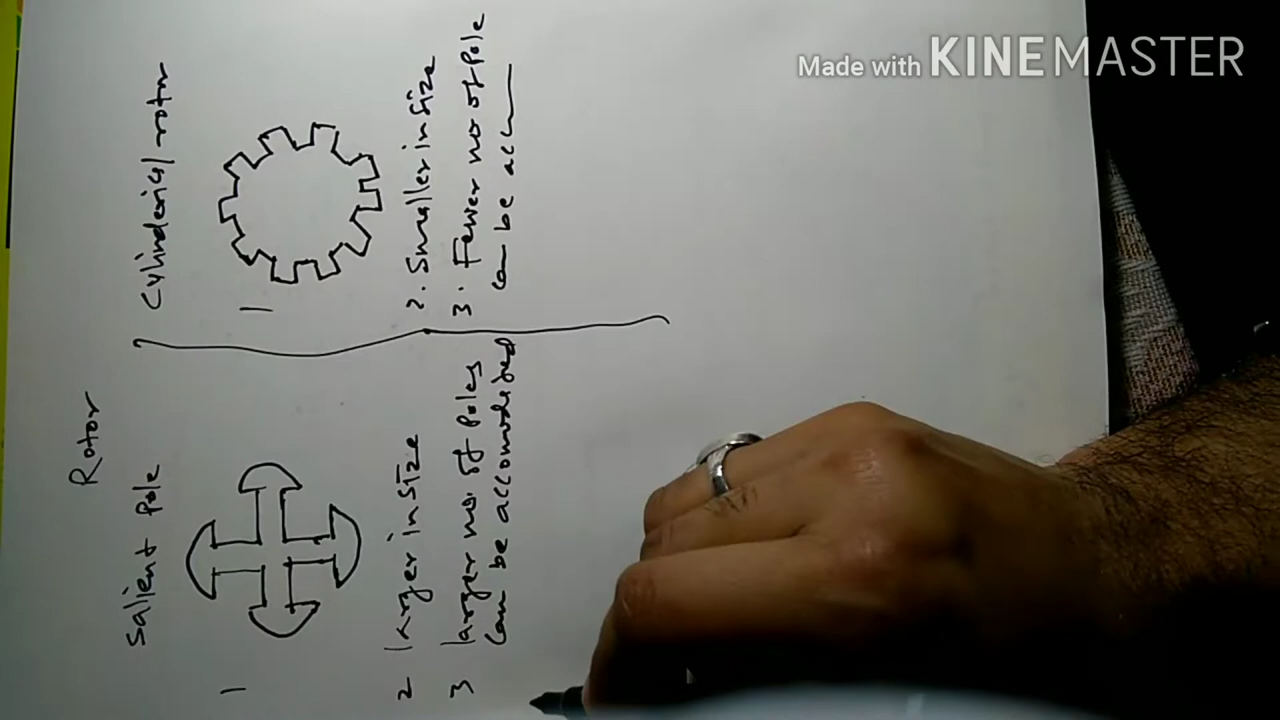 Made with KINEMASTER
Rotor
Salient Pole
1
2 larger in size
3 larger no. of Poles
can be accomodated
Cylinderical rotor
1
2. Smaller in size
3. Fewer no of Pole
can be acc